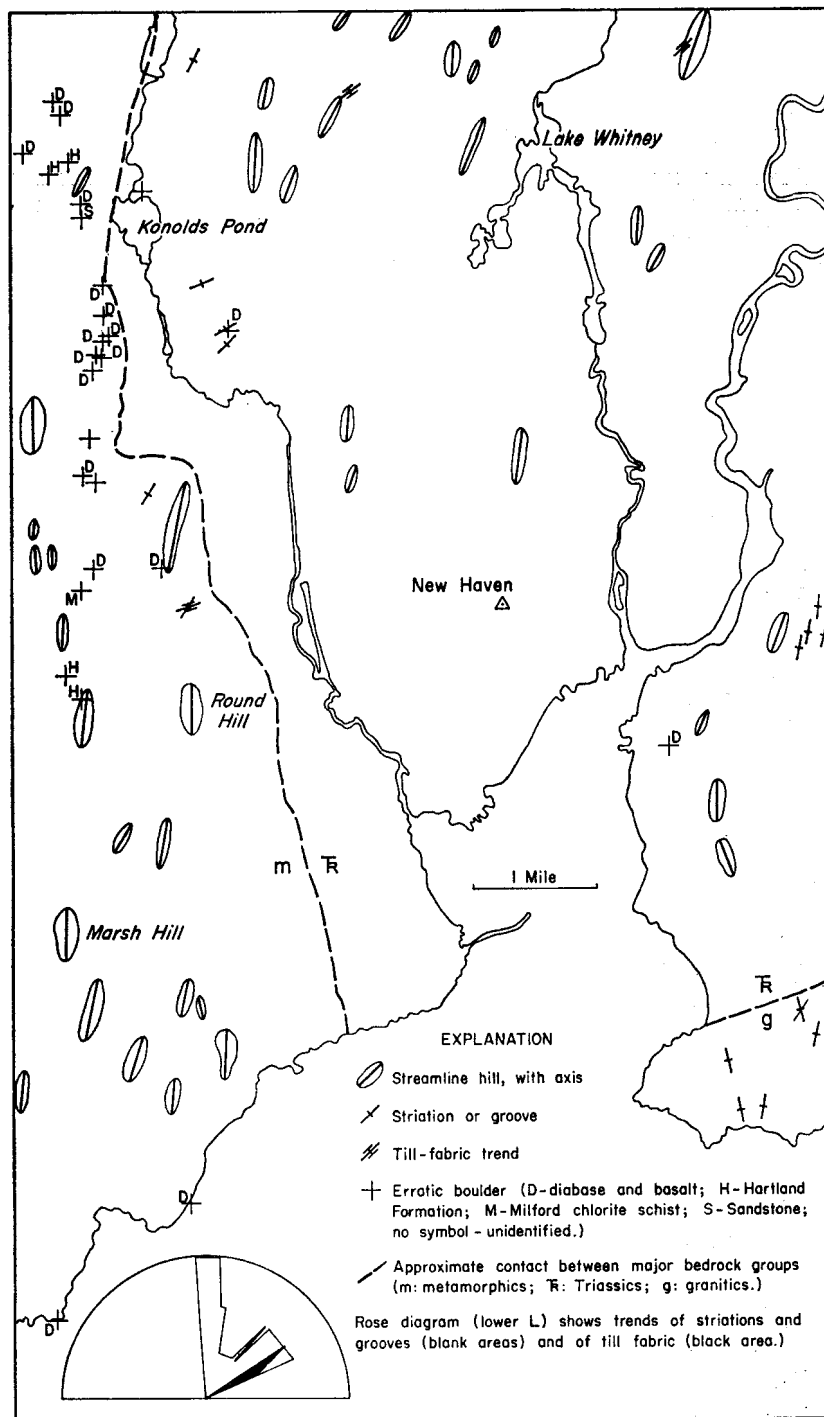 D
D
D
H
H
D
S
Lake Whitney
Konolds Pond
D
D
D
D
D
D
D
D
D
New Haven
D
D
M
H
H
Round
Hill
D
m
TR
1 Mile
Marsh Hill
TR
g
EXPLANATION
Streamline hill, with axis
Striation or groove
Till-fabric trend
Erratic boulder (D-diabase and basalt; H-Hartland
Formation; M-Milford chlorite schist; S-Sandstone;
no symbol-unidentified.)
Approximate contact between major bedrock groups
(m: metamorphics; TR: Triassics; g: granitics.)
Rose diagram (lower L) shows trends of striations and
grooves (blank areas) and of till fabric (black area.)
D
D